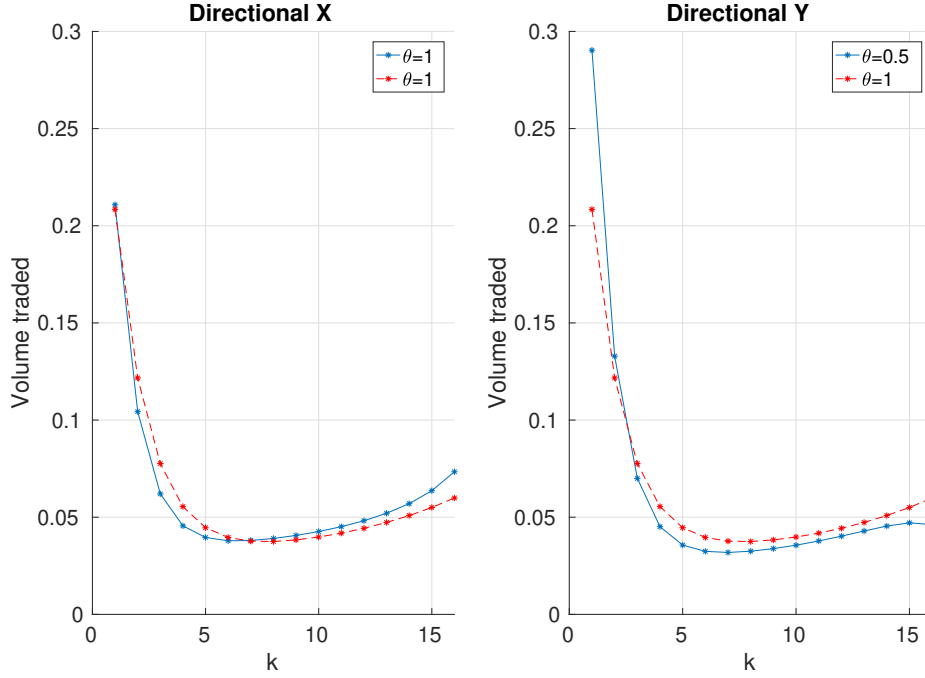 Directional X
0.3
0.25
0.2
0.15
0.1
0.05
0
0
5
10
15
Volume traded
k
θ=1
θ=1
Directional Y
0.3
0.25
0.2
0.15
0.1
0.05
0
0
5
10
15
Volume traded
k
θ=0.5
θ=1